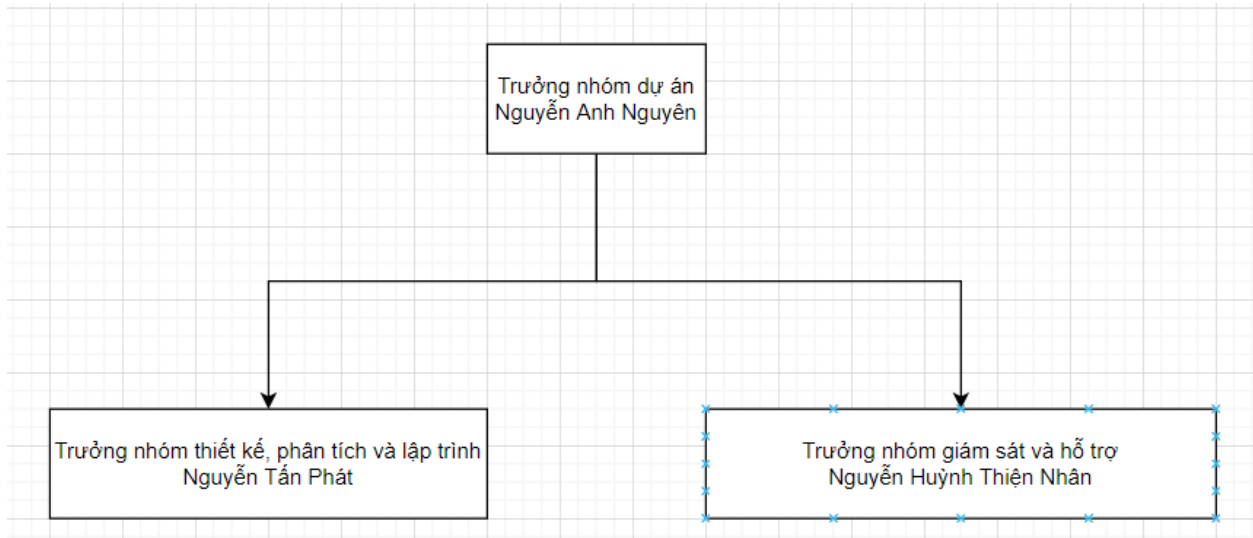 Trưởng nhóm dự án
Nguyễn Anh Nguyên
Trưởng nhóm thiết kế, phân tích và lập trình
Nguyễn Tấn Phát
Trưởng nhóm giám sát và hỗ trợ
Nguyễn Huỳnh Thiện Nhân